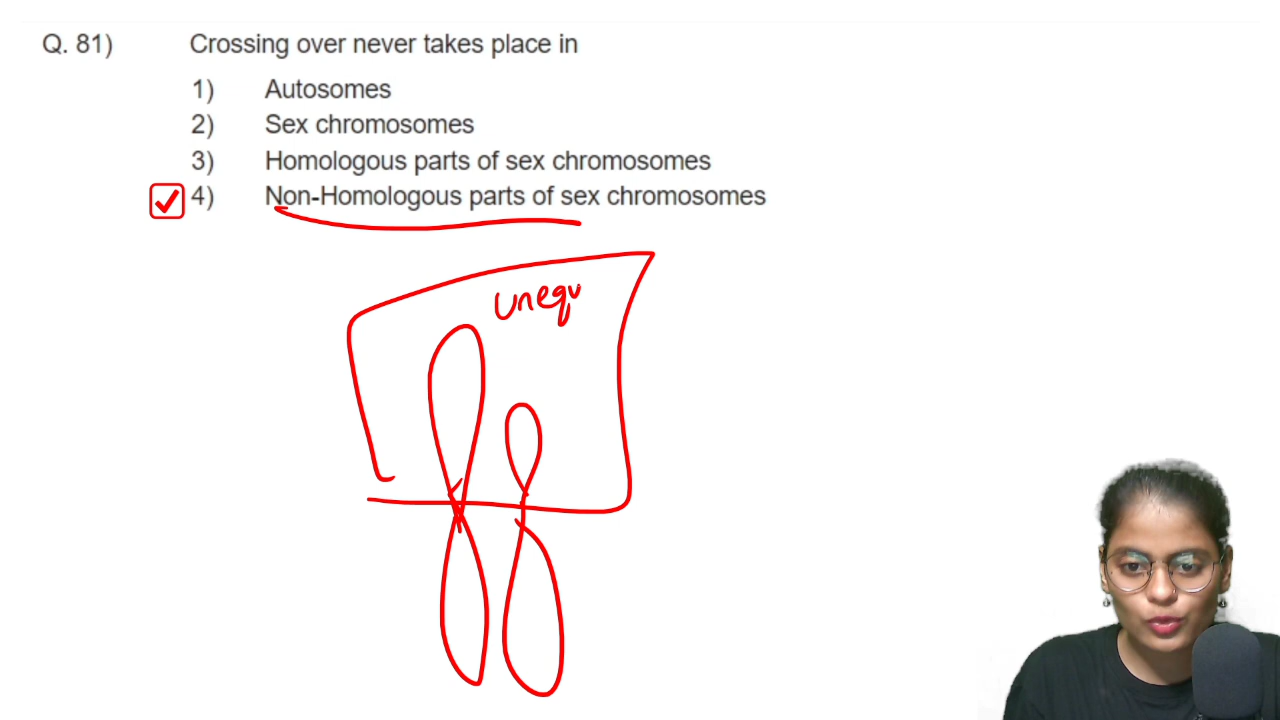 Q. 81) Crossing over never takes place in
1) Autosomes
2) Sex chromosomes
3) Homologous parts of sex chromosomes
4) Non-Homologous parts of sex chromosomes
unequ